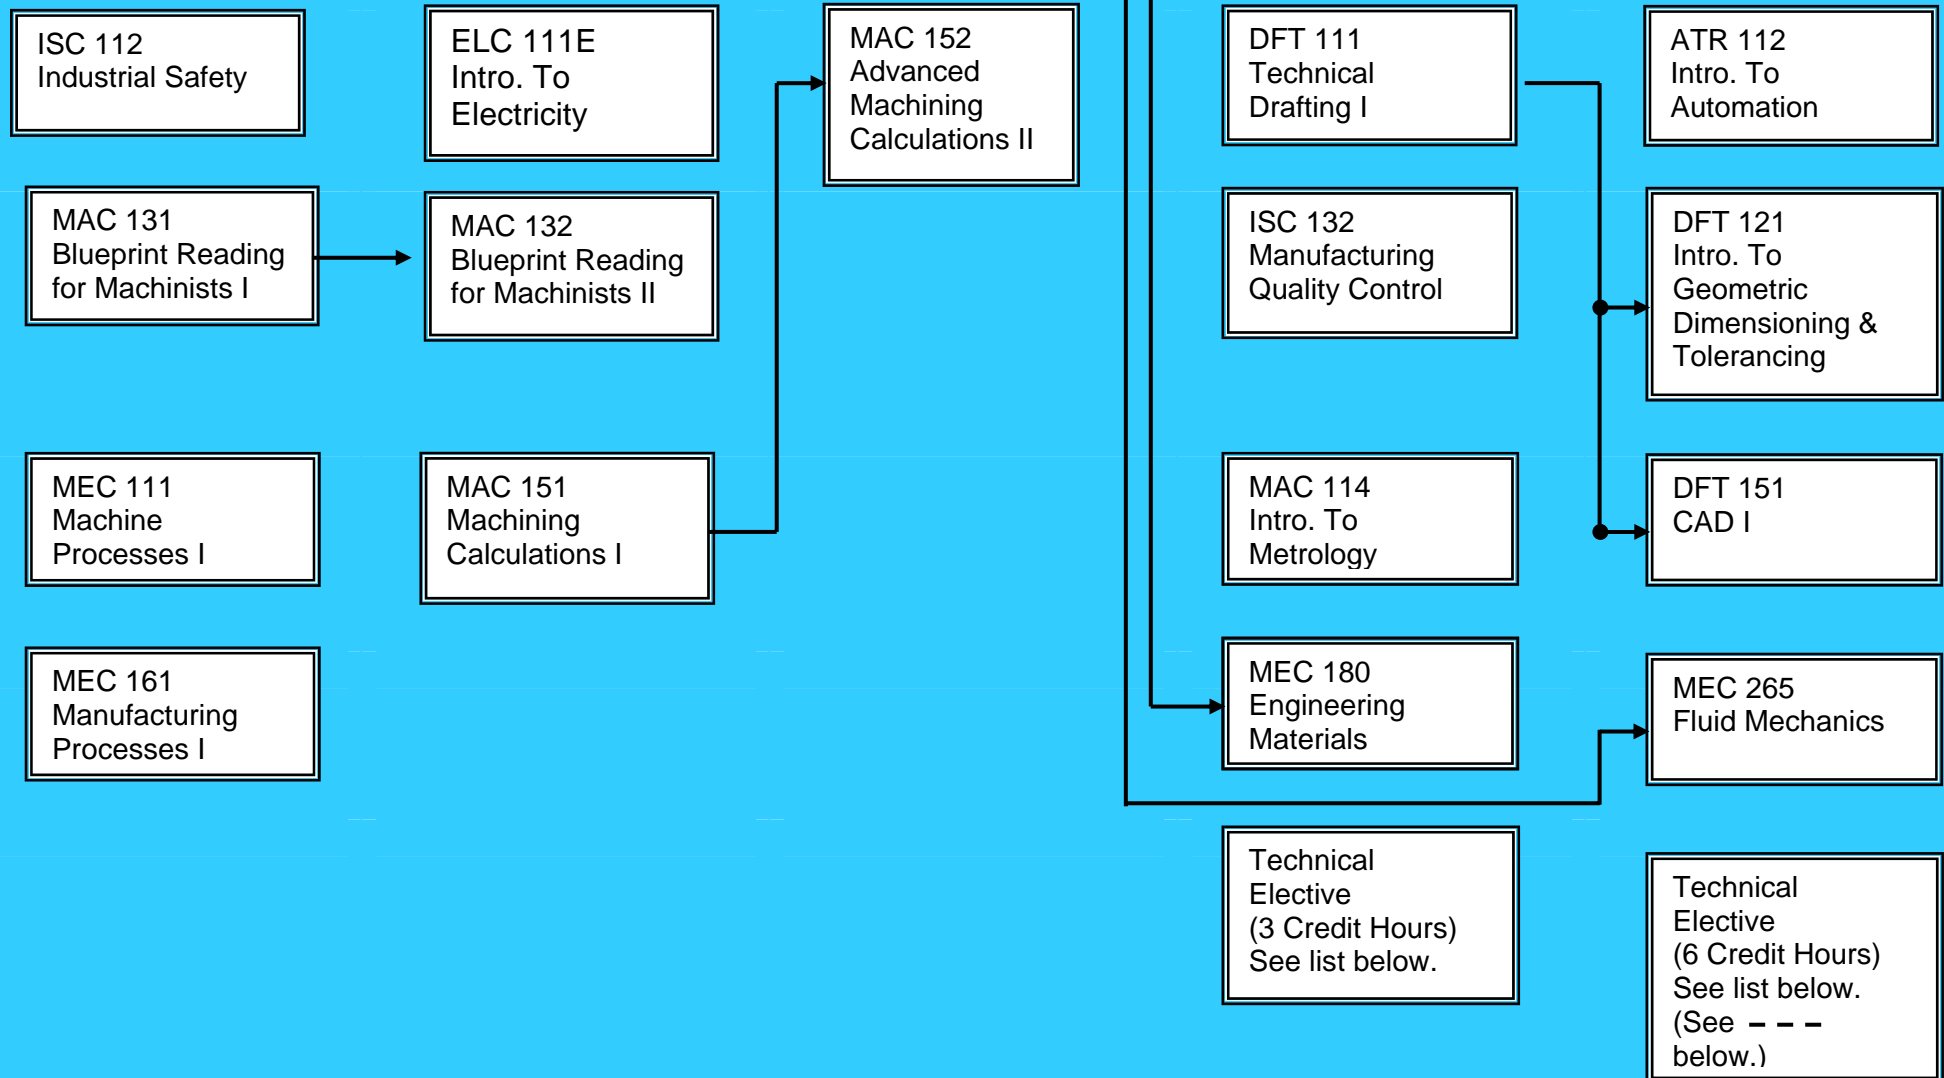 ISC 112
Industrial Safety
ELC 111E
Intro. To
Electricity
MAC 152
Advanced
Machining
Calculations II
DFT 111
Technical
Drafting I
ATR 112
Intro. To
Automation
MAC 131
Blueprint Reading
for Machinists I
MAC 132
Blueprint Reading
for Machinists II
ISC 132
Manufacturing
Quality Control
DFT 121
Intro. To
Geometric
Dimensioning &
Tolerancing
MEC 111
Machine
Processes I
MAC 151
Machining
Calculations I
MAC 114
Intro. To
Metrology
DFT 151
CAD I
MEC 161
Manufacturing
Processes I
MEC 180
Engineering
Materials
MEC 265
Fluid Mechanics
Technical
Elective
(3 Credit Hours)
See list below.
Technical
Elective
(6 Credit Hours)
See list below.
(See – – –
below.)